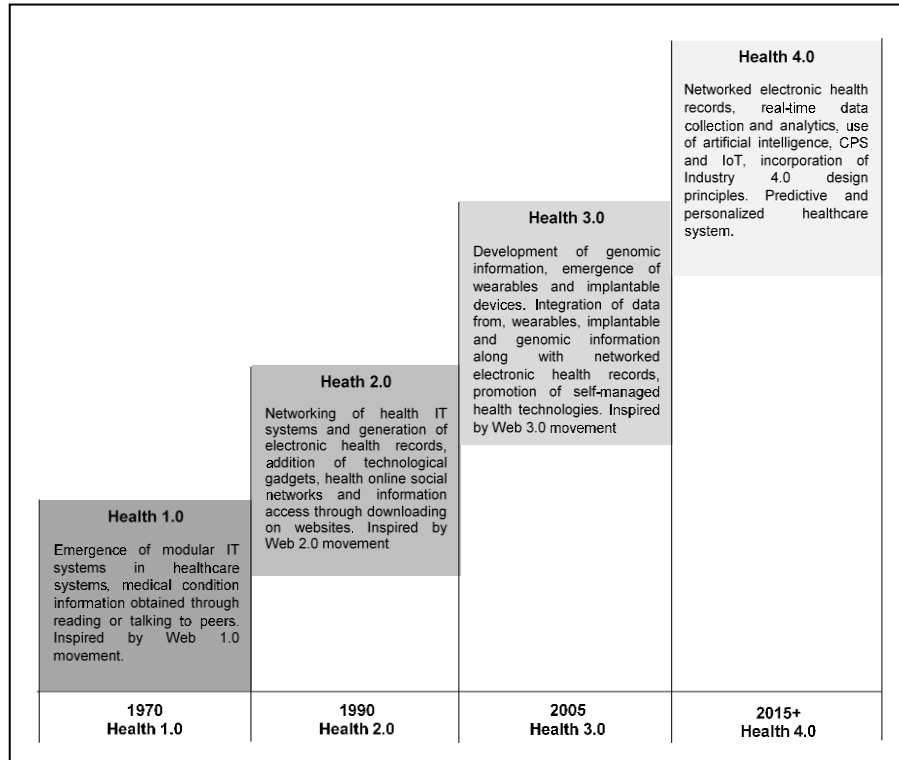 Health 4.0
Networked electronic health
records, real-time data
collection and analytics, use
of artificial intelligence, CPS
and IoT, incorporation of
Industry 4.0 design
principles. Predictive and
personalized healthcare
system.
Health 3.0
Development of genomic
information, emergence of
wearables and implantable
devices. Integration of data
from, wearables, implantable
and genomic information
along with networked
electronic health records,
promotion of self-managed
health technologies. Inspired
by Web 3.0 movement
Heath 2.0
Networking of health IT
systems and generation of
electronic health records,
addition of technological
gadgets, health online social
networks and information
access through downloading
on websites. Inspired by
Web 2.0 movement
Health 1.0
Emergence of modular IT
systems in healthcare
systems, medical condition
information obtained through
reading or talking to peers.
Inspired by Web 1.0
movement.
1970
Health 1.0
1990
Health 2.0
2005
Health 3.0
2015+
Health 4.0